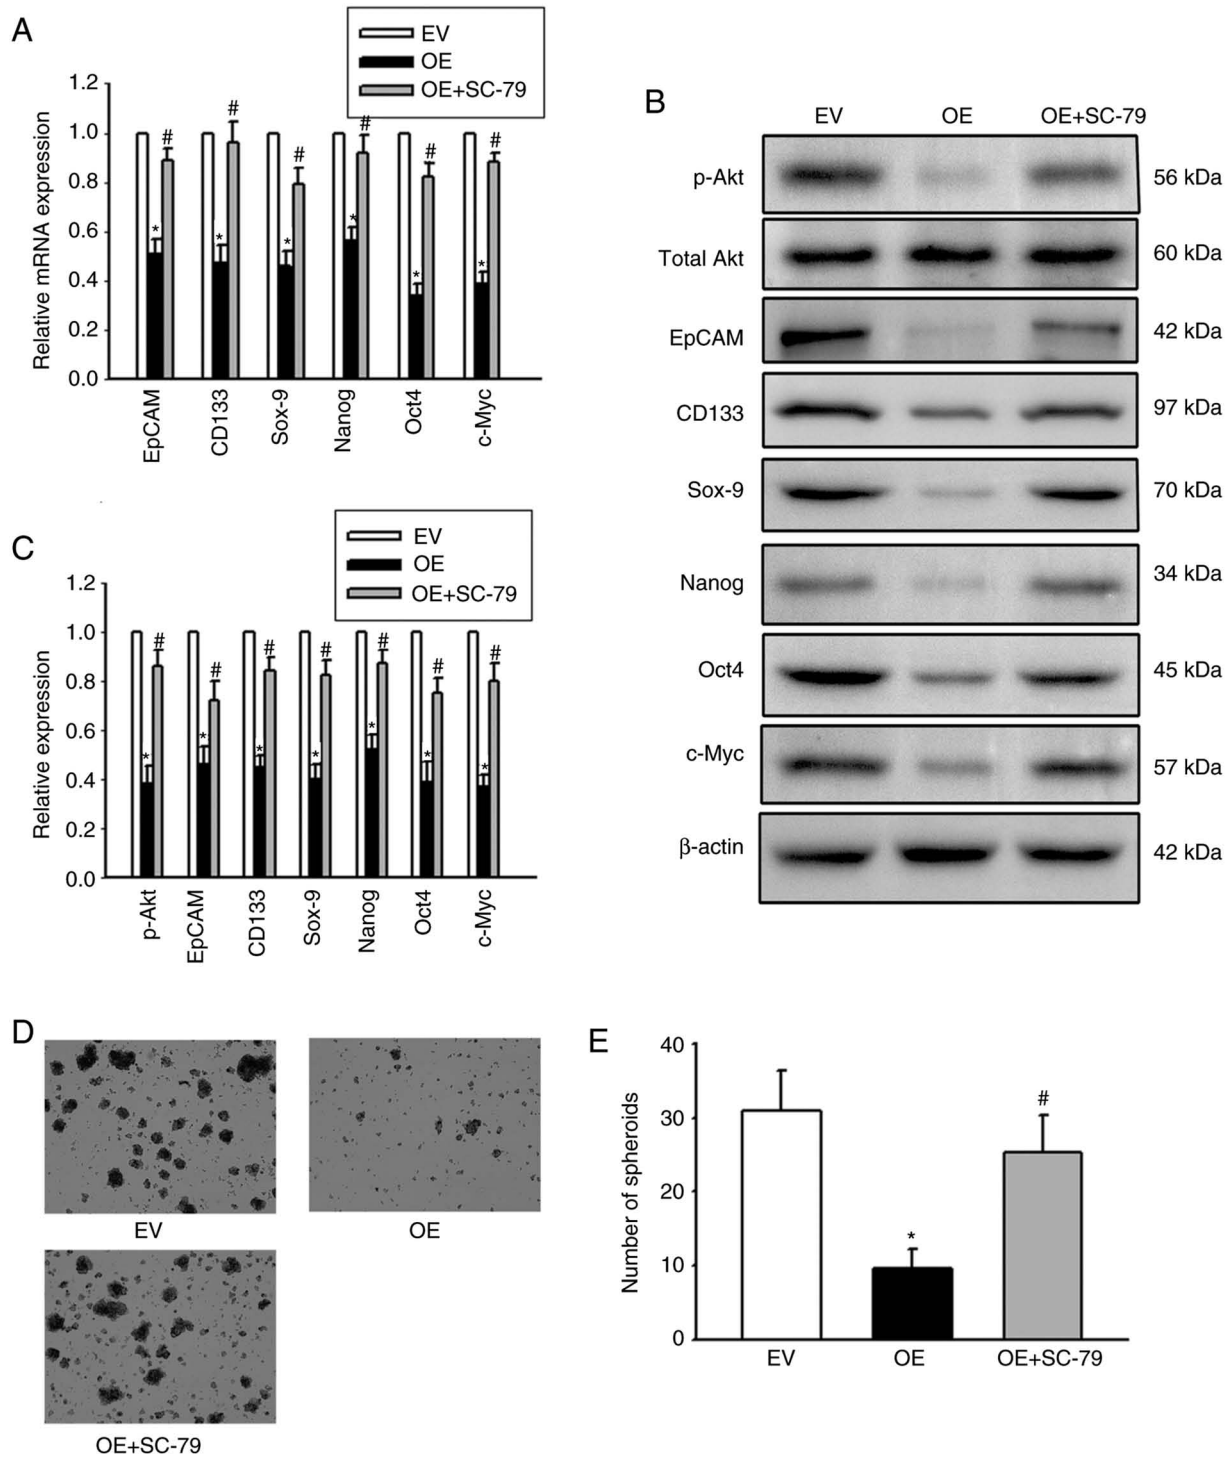 A
EV
OE
OE+SC-79
Relative mRNA expression
1.2
1.0
0.8
0.6
0.4
0.2
0.0
* # * # * # * # * # * #
EpCAM
CD133
Sox-9
Nanog
Oct4
c-Myc
B
EV OE OE+SC-79
p-Akt 56 kDa
Total Akt 60 kDa
EpCAM 42 kDa
CD133 97 kDa
Sox-9 70 kDa
Nanog 34 kDa
Oct4 45 kDa
c-Myc 57 kDa
β-actin 42 kDa
C
EV
OE
OE+SC-79
Relative expression
1.2
1.0
0.8
0.6
0.4
0.2
0.0
* # * # * # * # * # * # * #
p-Akt
EpCAM
CD133
Sox-9
Nanog
Oct4
c-Myc
D
EV
OE
OE+SC-79
E
Number of spheroids
40
30
20
10
0
* #
EV OE OE+SC-79